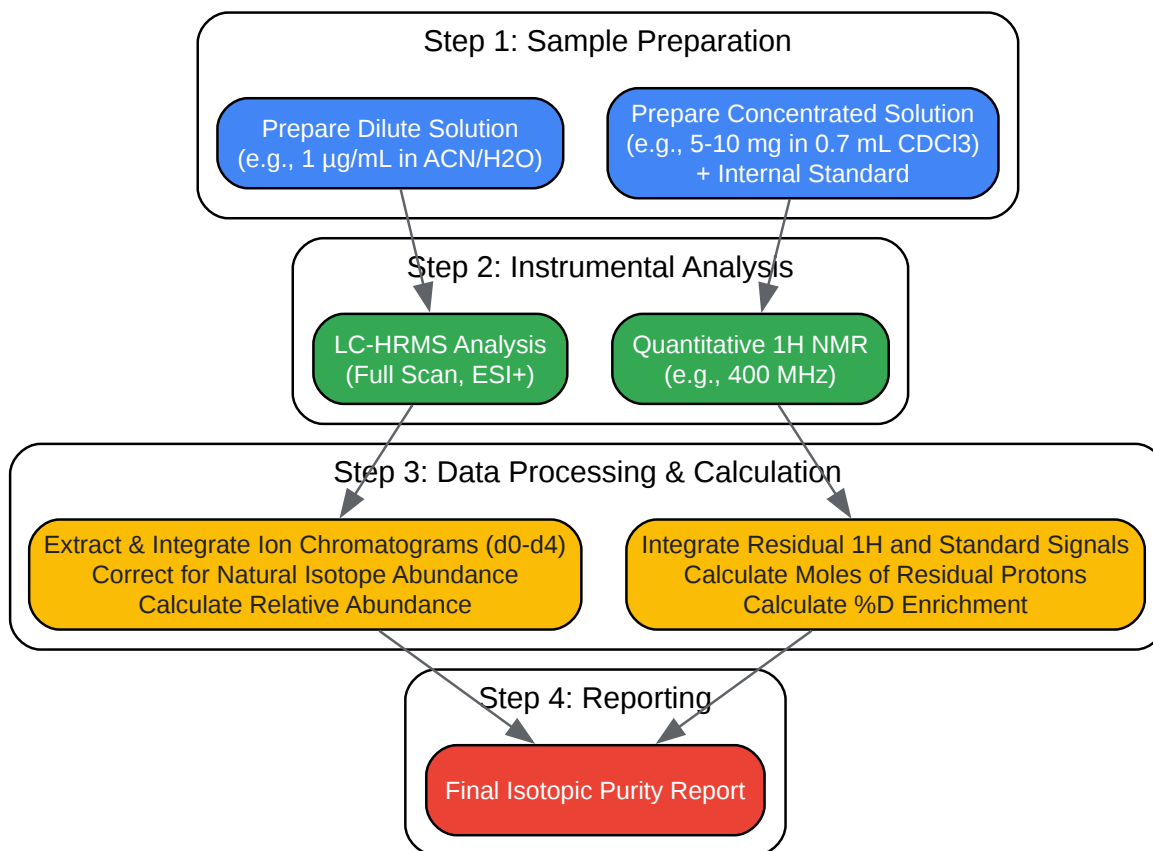 Step 1: Sample Preparation
Prepare Dilute Solution
(e.g., 1 µg/mL in ACN/H2O)
Prepare Concentrated Solution
(e.g., 5-10 mg in 0.7 mL CDCl3)
+ Internal Standard
Step 2: Instrumental Analysis
LC-HRMS Analysis
(Full Scan, ESI+)
Quantitative 1H NMR
(e.g., 400 MHz)
Step 3: Data Processing & Calculation
Extract & Integrate Ion Chromatograms (d0-d4)
Correct for Natural Isotope Abundance
Calculate Relative Abundance
Integrate Residual 1H and Standard Signals
Calculate Moles of Residual Protons
Calculate %D Enrichment
Step 4: Reporting
Final Isotopic Purity Report